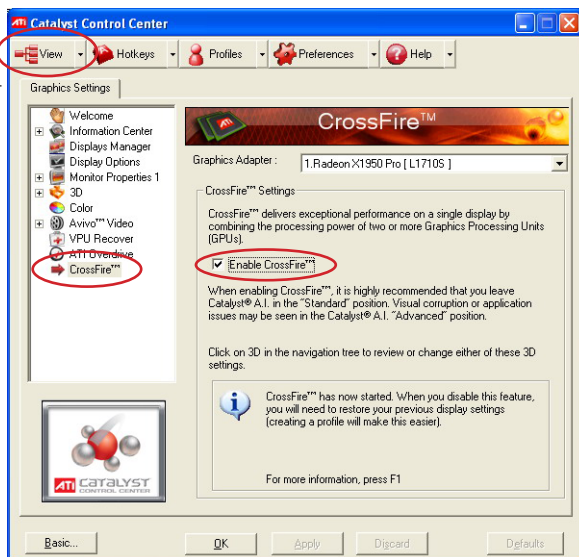 Catalyst Control Center
View
Hotkeys
Profiles
Preferences
Help
Graphics Settings
Welcome
Information Center
Displays Manager
Display Options
Monitor Properties 1
3D
Color
Avivo™ Video
VPU Recover
ATI Overdrive
CrossFire™
ATI CATALYST
CONTROL CENTER
CrossFire™
Graphics Adapter :
1.Radeon X1950 Pro [ L1710S ]
CrossFire™ Settings
CrossFire™ delivers exceptional performance on a single display by
combining the processing power of two or more Graphics Processing Units
(GPUs).
Enable CrossFire™
When enabling CrossFire™, it is highly recommended that you leave
Catalyst® A.I. in the "Standard" position. Visual corruption or application
issues may be seen in the Catalyst® A.I. "Advanced" position.
Click on 3D in the navigation tree to review or change either of these 3D
settings.
CrossFire™ has now started. When you disable this feature,
you will need to restore your previous display settings
(creating a profile will make this easier).
For more information, press F1
Basic...
OK
Apply
Discard
Defaults